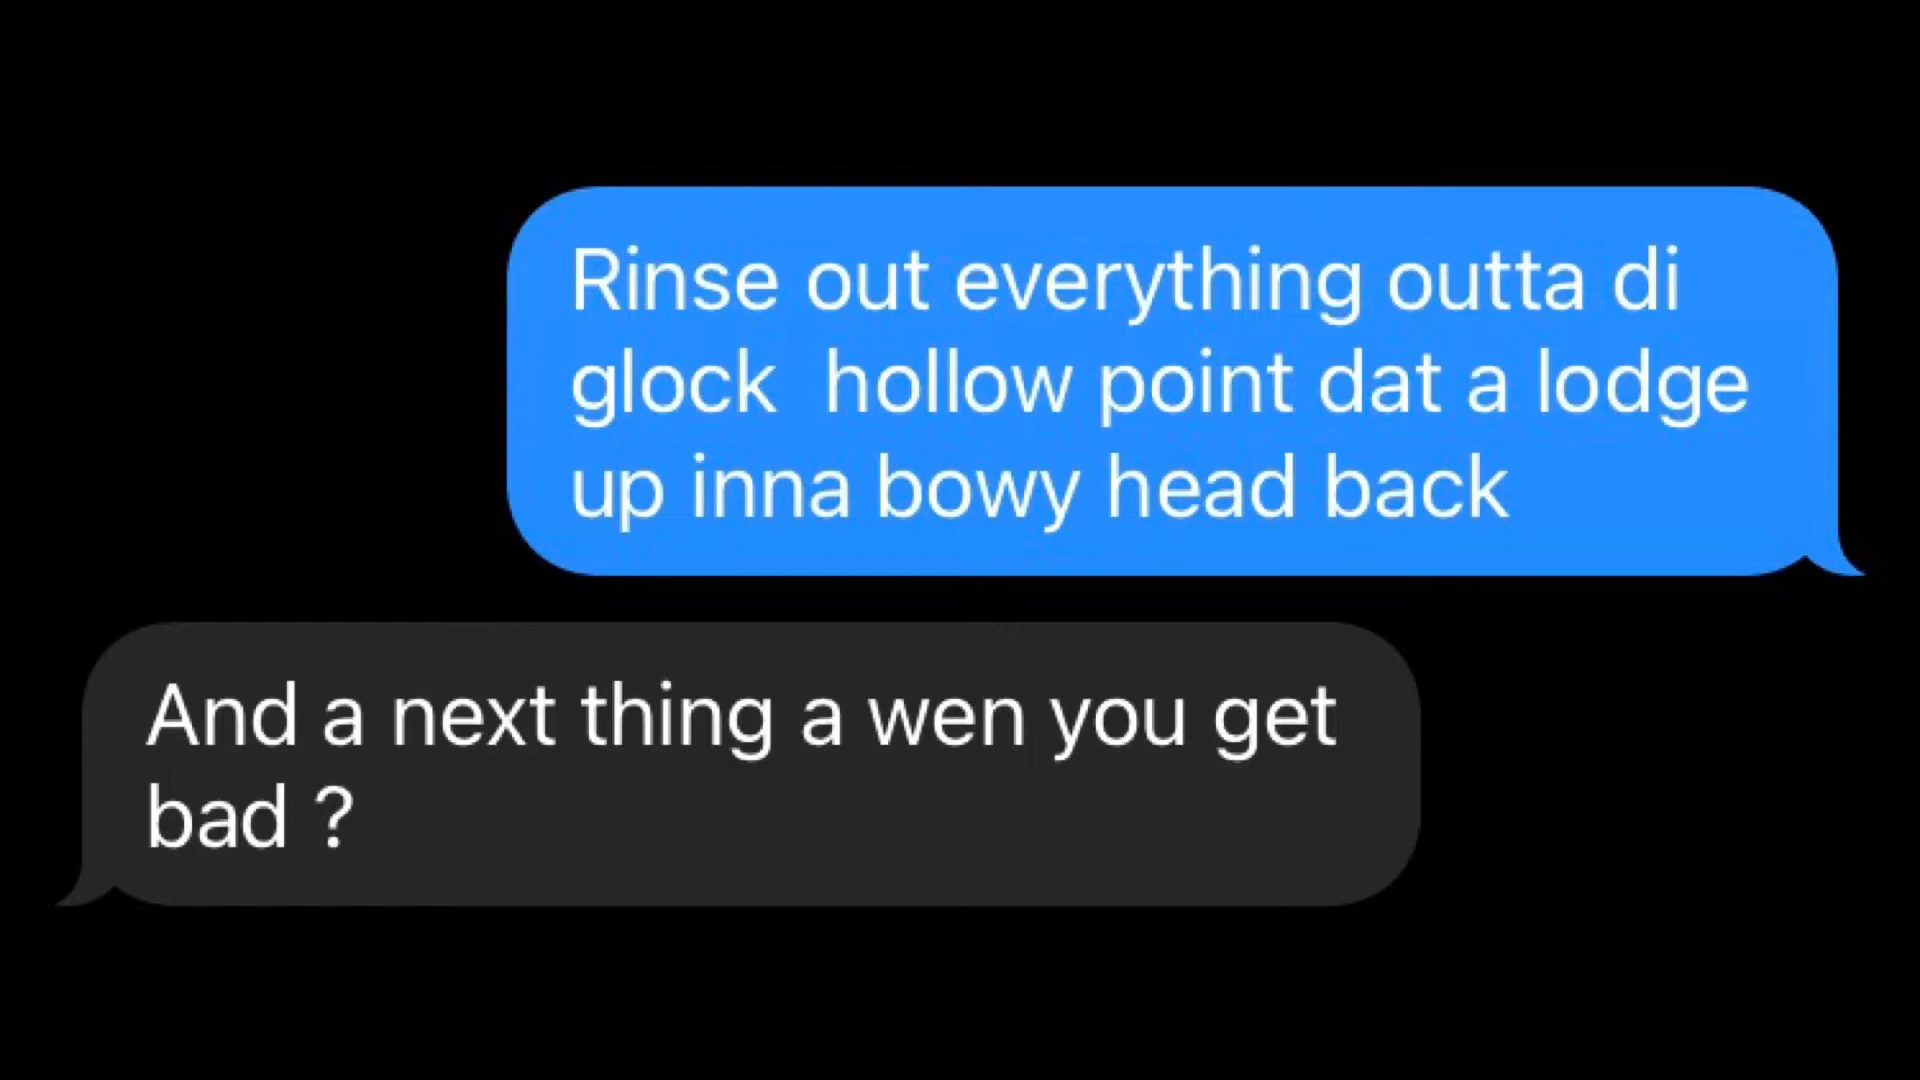 Rinse out everything outta di
glock  hollow point dat a lodge
up inna bowy head back
And a next thing a wen you get
bad ?